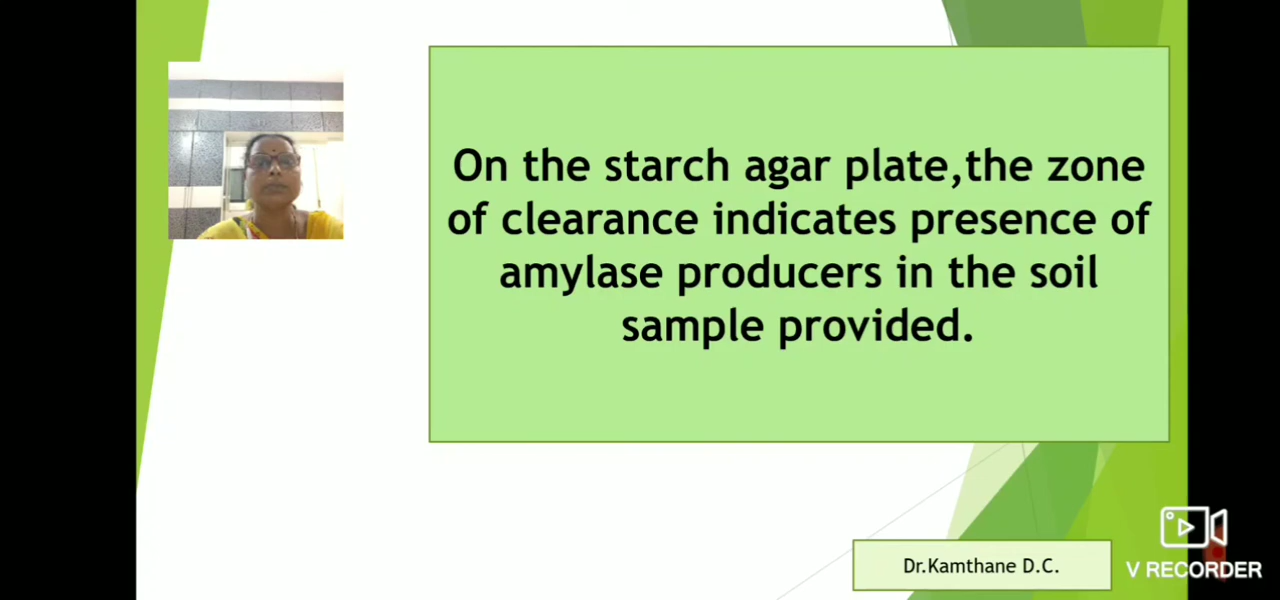 On the starch agar plate,the zone
of clearance indicates presence of
amylase producers in the soil
sample provided.
Dr.Kamthane D.C.
V RECORDER